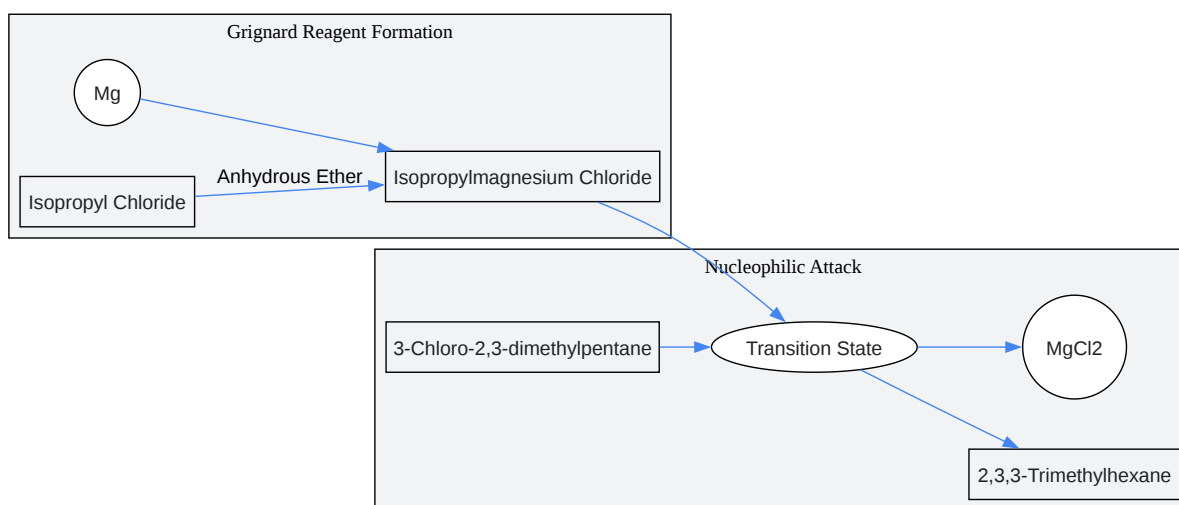 Grignard Reagent Formation
Mg
Anhydrous Ether
Isopropyl Chloride
Isopropylmagnesium Chloride
Nucleophilic Attack
3-Chloro-2,3-dimethylpentane
Transition State
MgCl2
2,3,3-Trimethylhexane